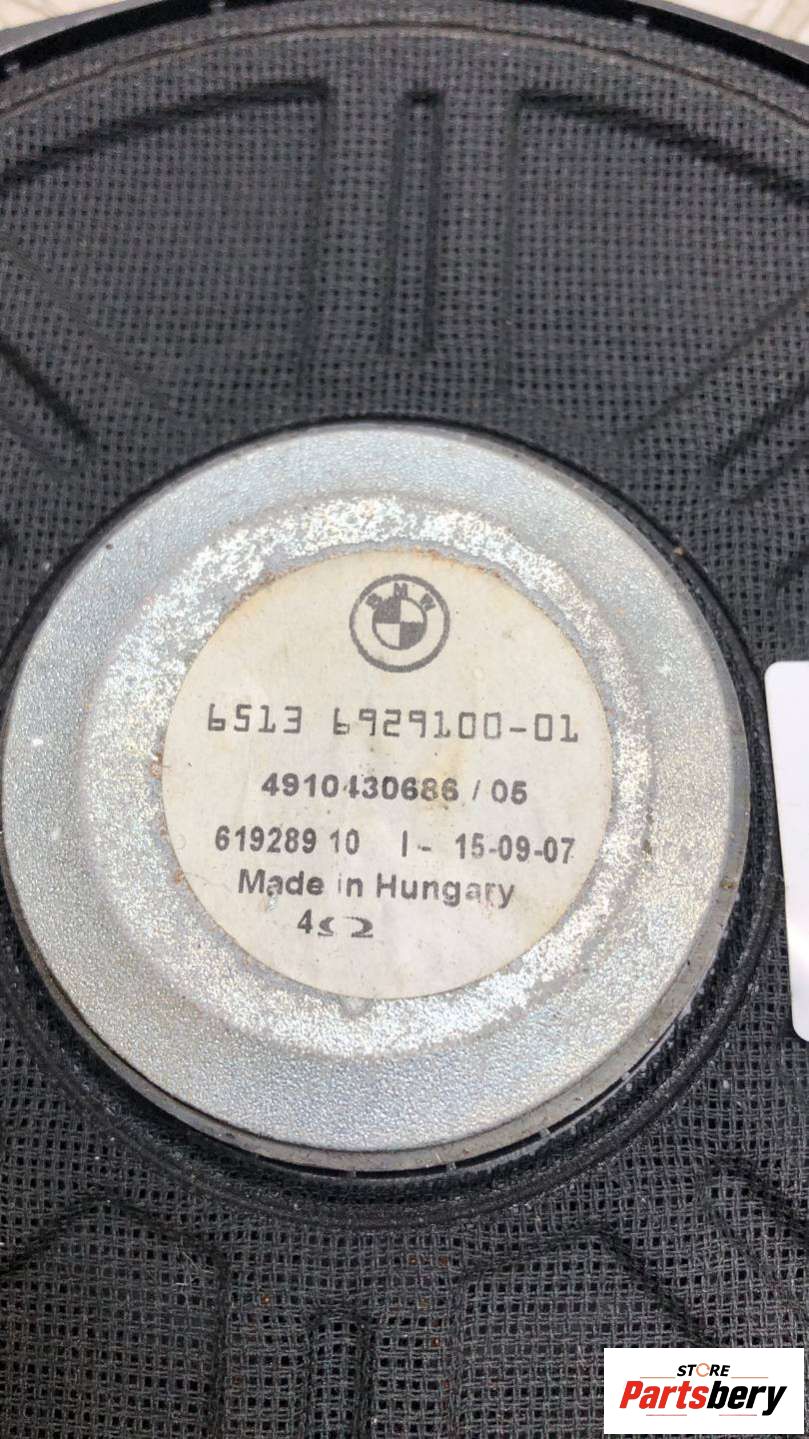 BMW
6513 6929100-01
4910430686 / 05
619289 10 I - 15-09-07
Made in Hungary
4Ω
STORE
Partsbery